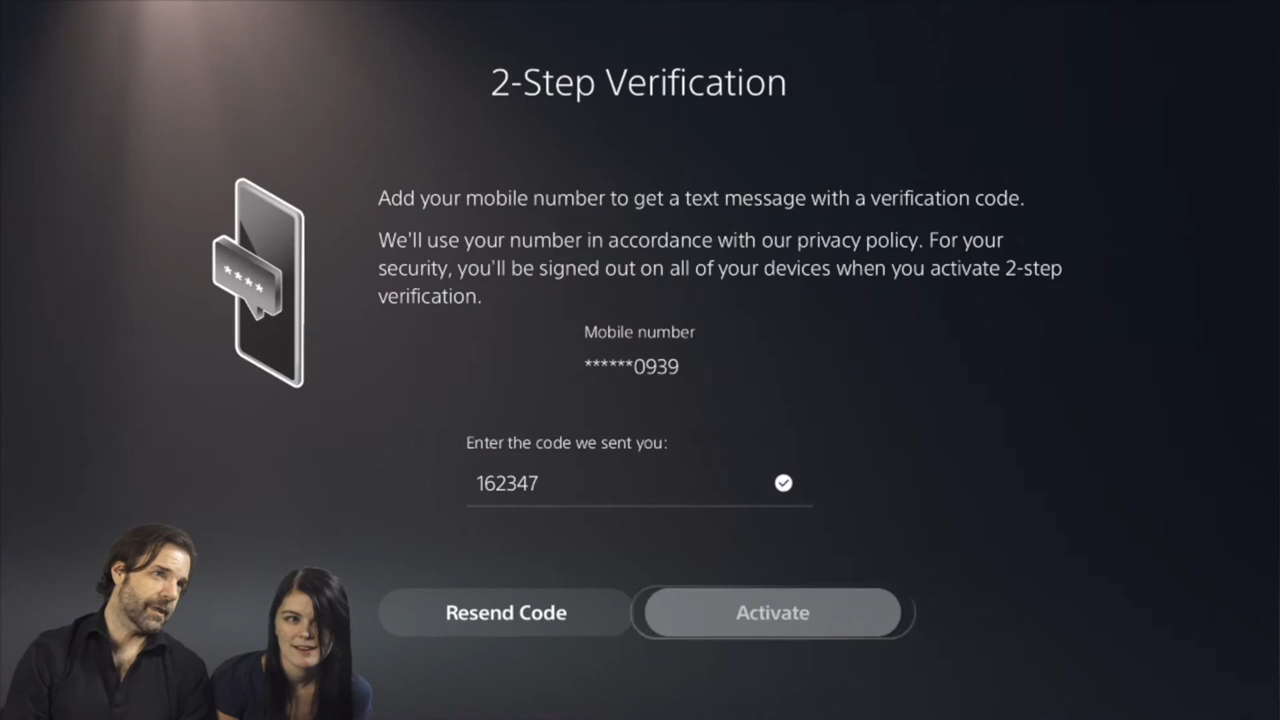 2-Step Verification
Add your mobile number to get a text message with a verification code.
We'll use your number in accordance with our privacy policy. For your
security, you'll be signed out on all of your devices when you activate 2-step
verification.
Mobile number
******0939
Enter the code we sent you:
162347
Resend Code
Activate